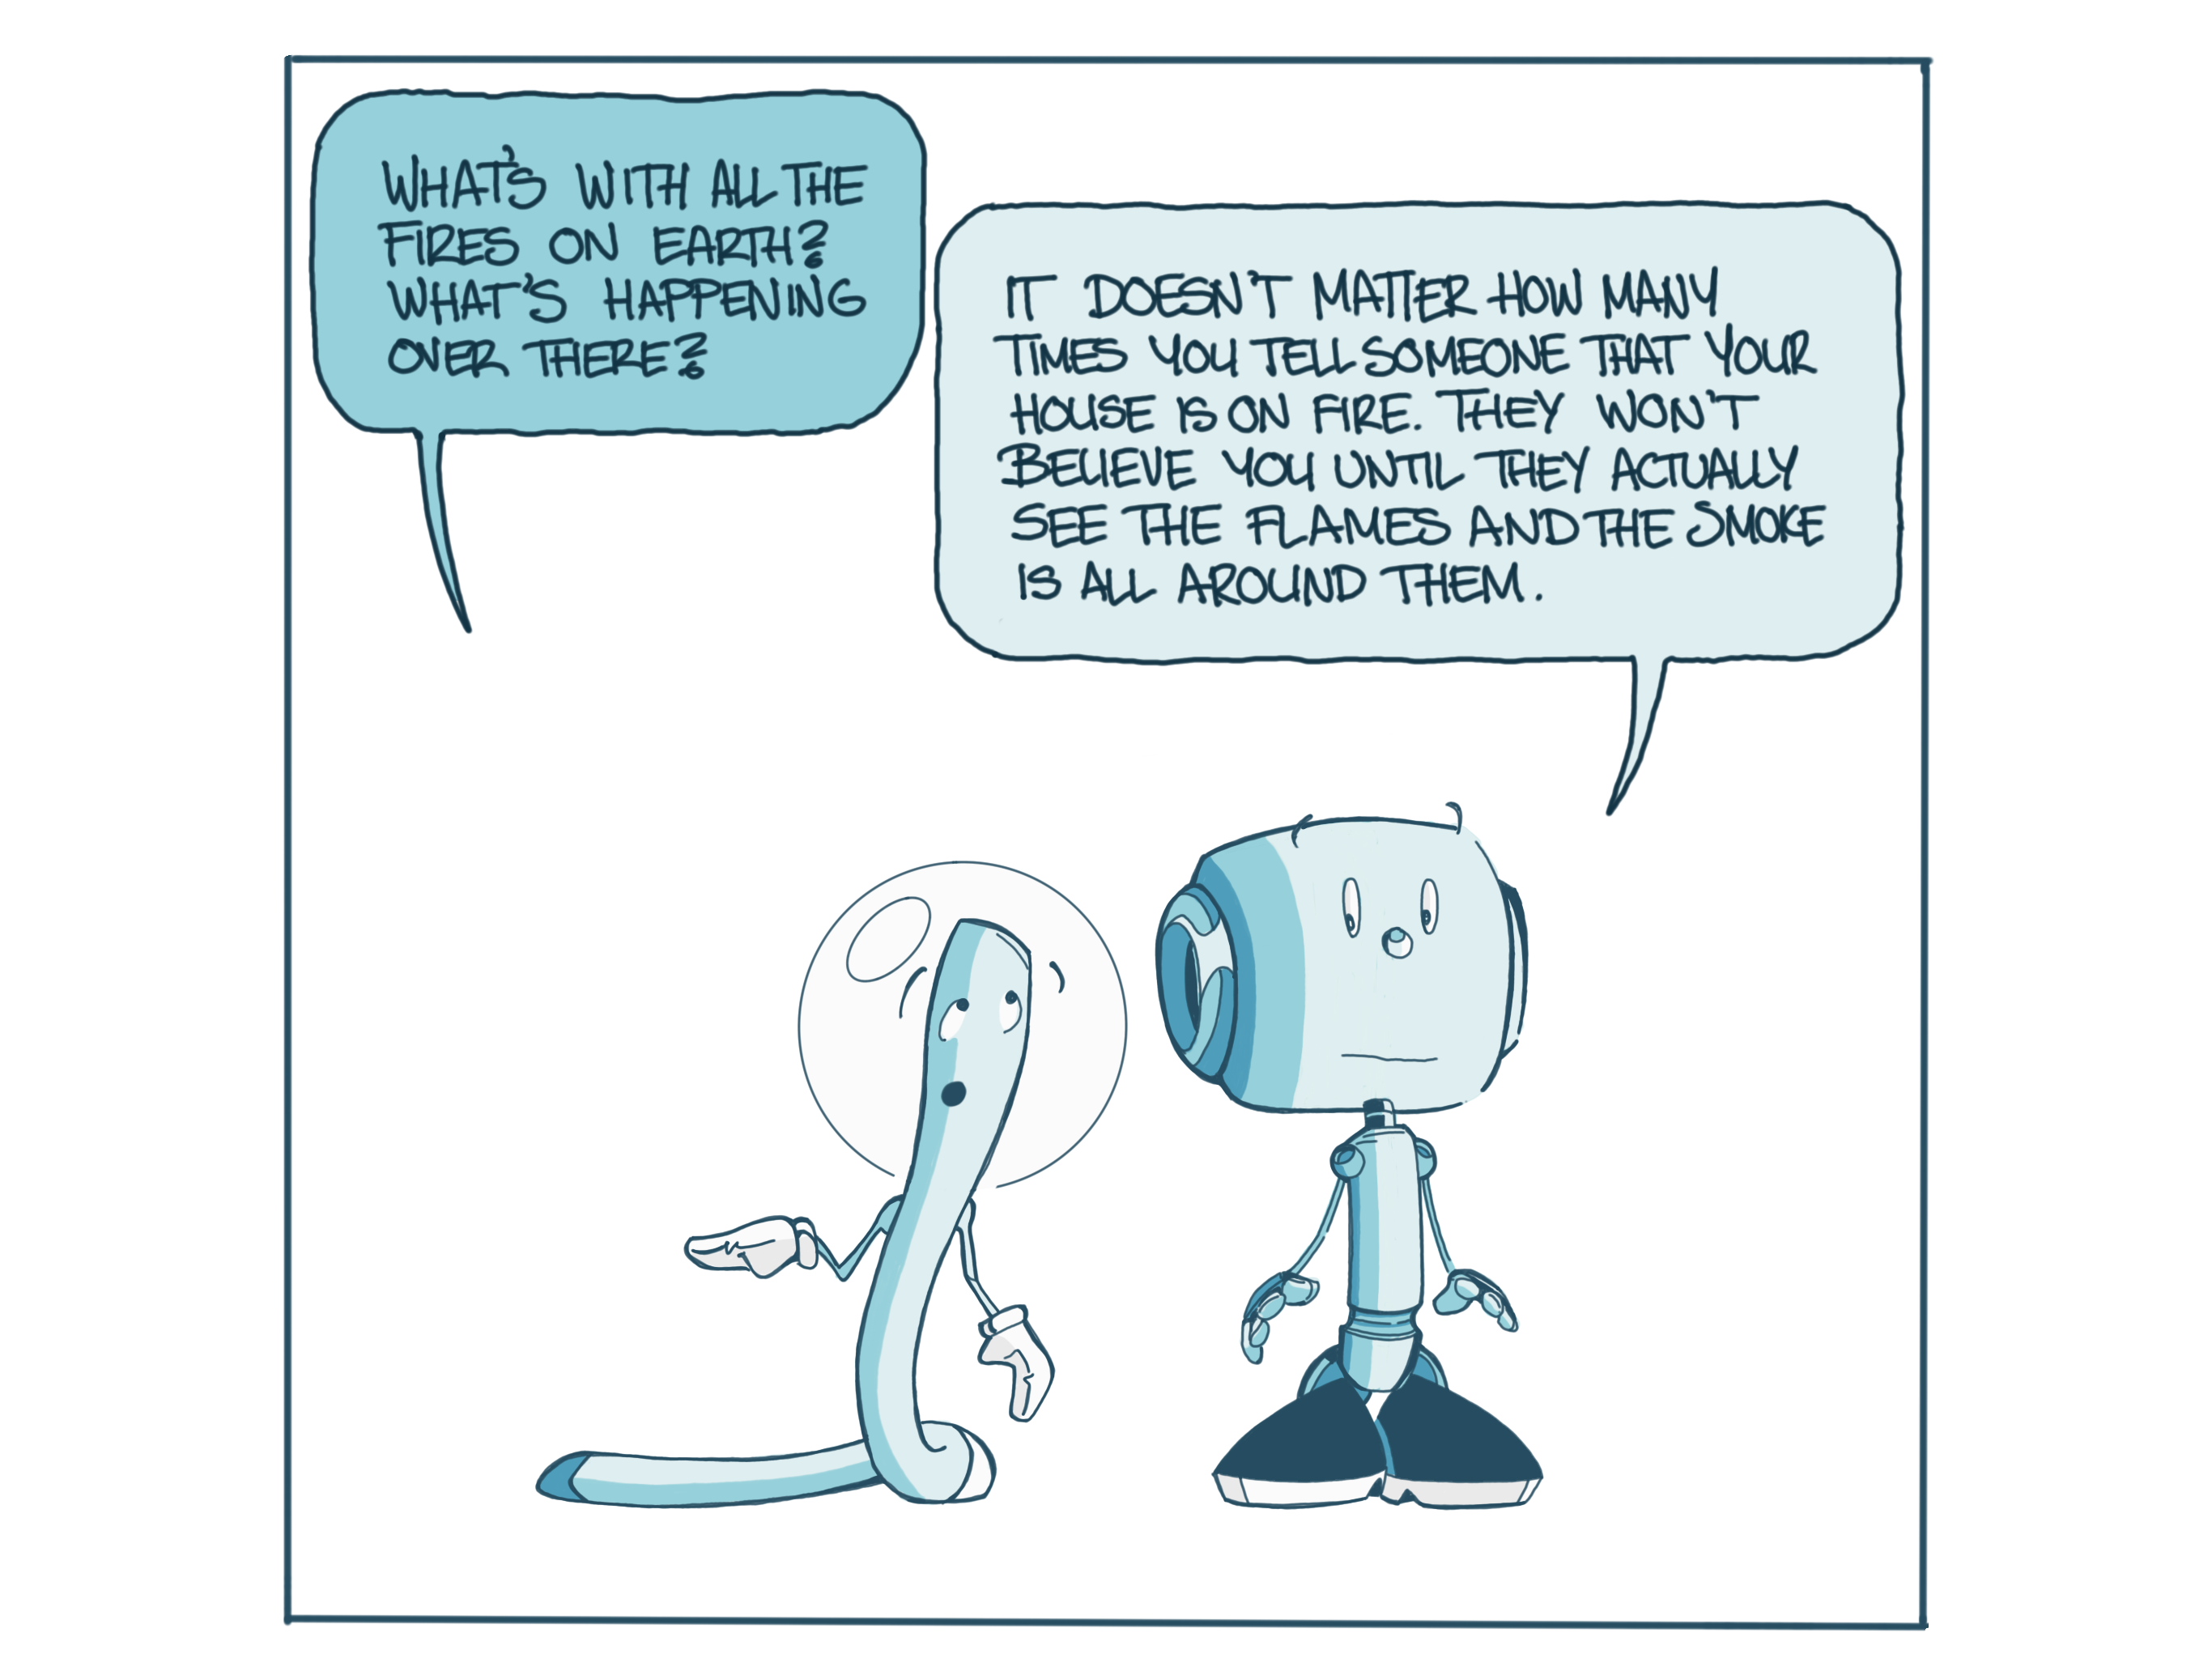 WHAT'S WITH ALL THE
FIRES ON EARTH?
WHAT'S HAPPENING
OVER THERE?
IT DOESN'T MATTER HOW MANY
TIMES YOU TELL SOMEONE THAT YOUR
HOUSE IS ON FIRE. THEY WON'T
BELIEVE YOU UNTIL THEY ACTUALLY
SEE THE FLAMES AND THE SMOKE
IS ALL AROUND THEM.